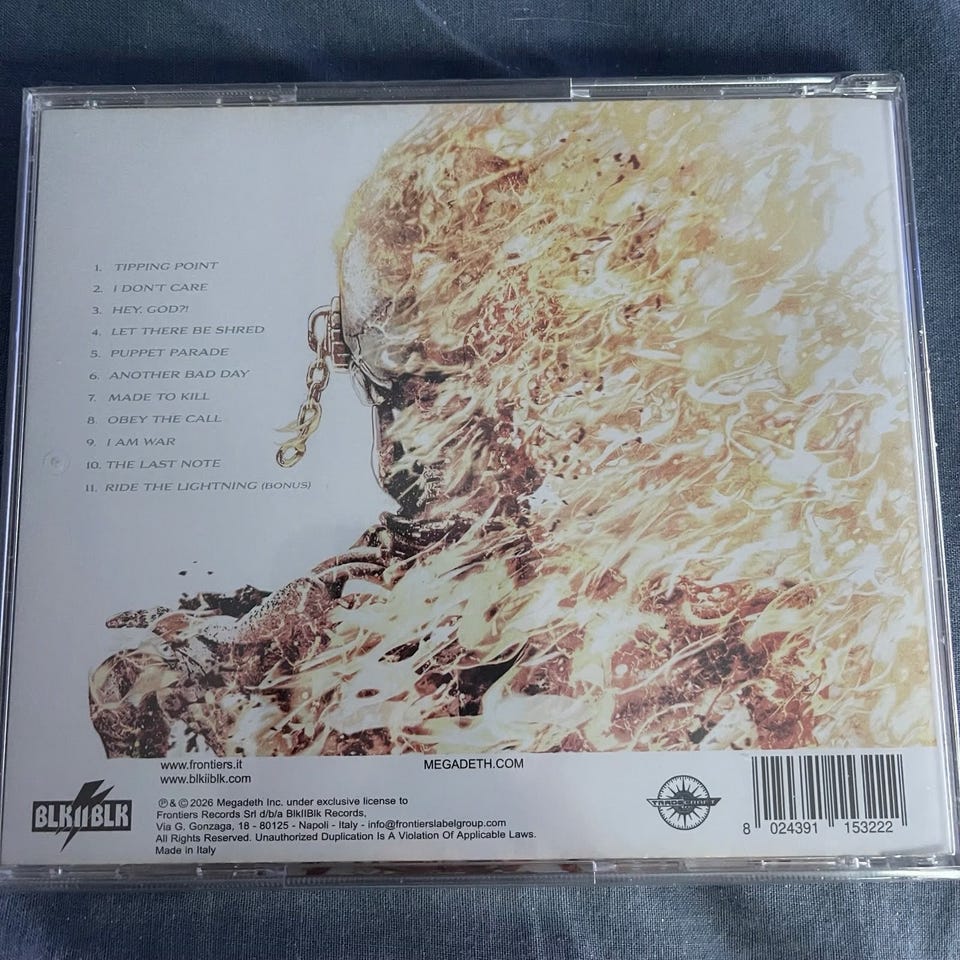 1. TIPPING POINT
2. I DON'T CARE
3. HEY, GOD?!
4. LET THERE BE SHRED
5. PUPPET PARADE
6. ANOTHER BAD DAY
7. MADE TO KILL
8. OBEY THE CALL
9. I AM WAR
10. THE LAST NOTE
11. RIDE THE LIGHTNING (BONUS)
www.frontiers.it
www.blkiiblk.com
MEGADETH.COM
BLKIIBLK
℗ & © 2026 Megadeth Inc. under exclusive license to
Frontiers Records Srl d/b/a BlkIIBlk Records,
Via G. Gonzaga, 18 - 80125 - Napoli - Italy - info@frontierslabelgroup.com
All Rights Reserved. Unauthorized Duplication Is A Violation Of Applicable Laws.
Made in Italy
TRADECRAFT
8 024391 153222